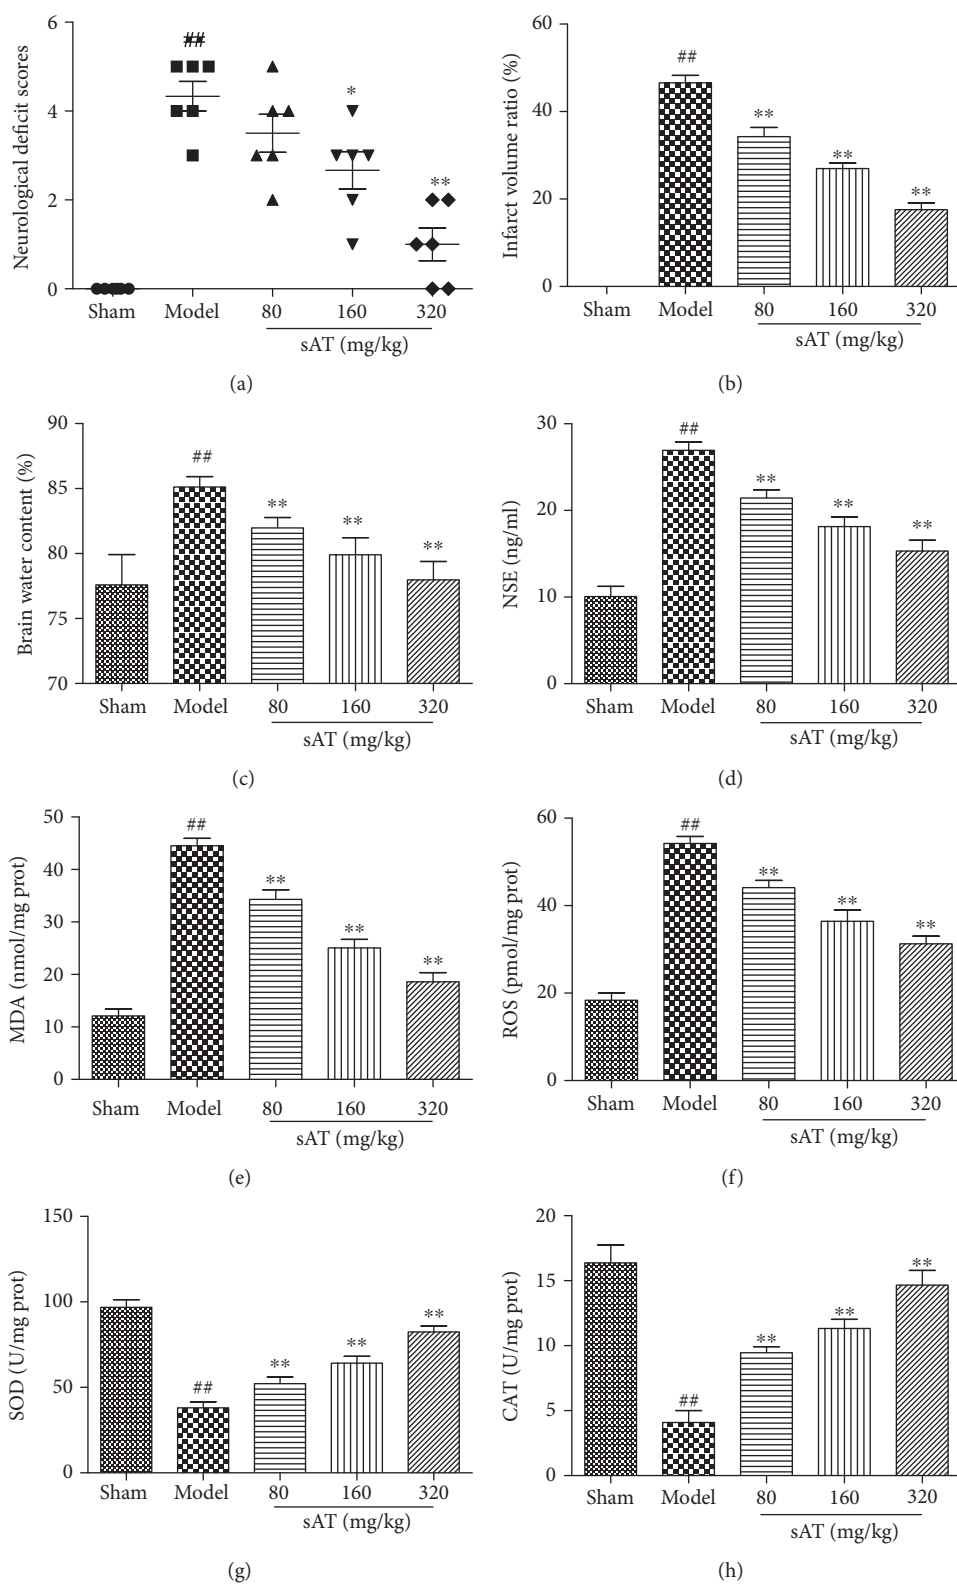 Neurological deficit scores
6
4
2
0
##
*
**
Sham Model 80 160 320
sAT (mg/kg)
(a)
Infarct volume ratio (%)
60
40
20
0
##
**
**
**
Sham Model 80 160 320
sAT (mg/kg)
(b)
Brain water content (%)
90
85
80
75
70
##
**
**
**
Sham Model 80 160 320
sAT (mg/kg)
(c)
NSE (ng/ml)
30
20
10
0
##
**
**
**
Sham Model 80 160 320
sAT (mg/kg)
(d)
MDA (nmol/mg prot)
50
40
30
20
10
0
##
**
**
**
Sham Model 80 160 320
sAT (mg/kg)
(e)
ROS (pmol/mg prot)
60
40
20
0
##
**
**
**
Sham Model 80 160 320
sAT (mg/kg)
(f)
SOD (U/mg prot)
150
100
50
0
##
**
**
**
Sham Model 80 160 320
sAT (mg/kg)
(g)
CAT (U/mg prot)
20
15
10
5
0
##
**
**
**
Sham Model 80 160 320
sAT (mg/kg)
(h)